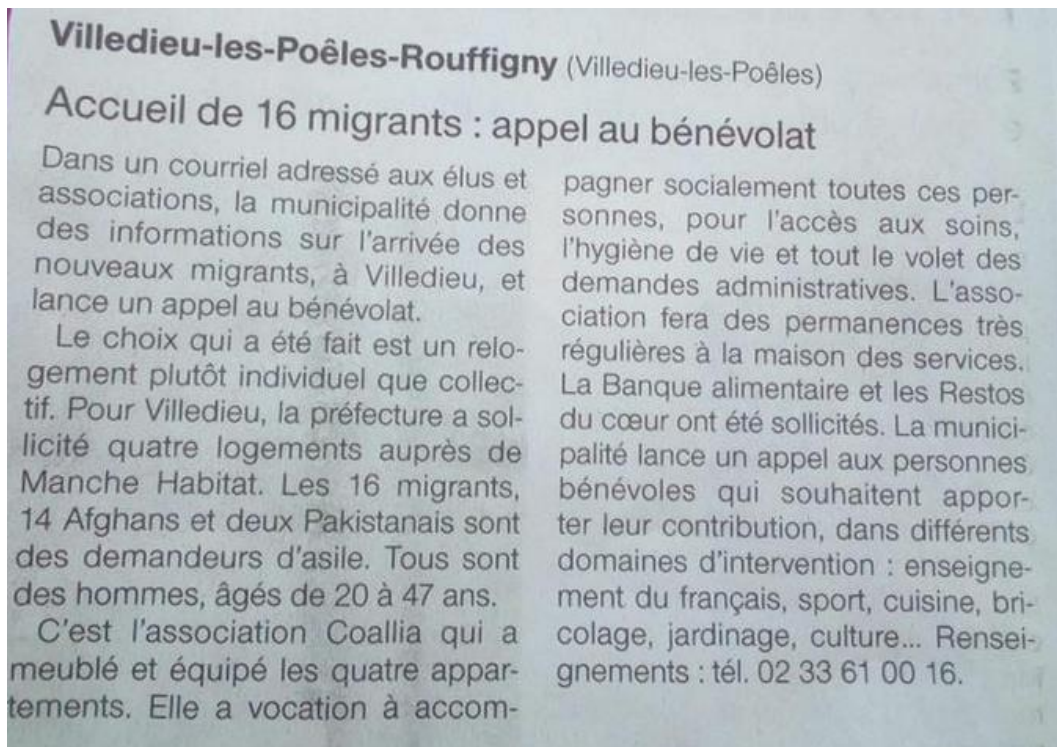 Villedieu-les-Poêles-Rouffigny (Villedieu-les-Poêles)
Accueil de 16 migrants : appel au bénévolat
Dans un courriel adressé aux élus et
associations, la municipalité donne
des informations sur l'arrivée des
nouveaux migrants, à Villedieu, et
lance un appel au bénévolat.
Le choix qui a été fait est un relo-
gement plutôt individuel que collec-
tif. Pour Villedieu, la préfecture a sol-
licité quatre logements auprès de
Manche Habitat. Les 16 migrants,
14 Afghans et deux Pakistanais sont
des demandeurs d'asile. Tous sont
des hommes, âgés de 20 à 47 ans.
C'est l'association Coallia qui a
meublé et équipé les quatre appar-
tements. Elle a vocation à accom-
pagner socialement toutes ces per-
sonnes, pour l'accès aux soins,
l'hygiène de vie et tout le volet des
demandes administratives. L'asso-
ciation fera des permanences très
régulières à la maison des services.
La Banque alimentaire et les Restos
du cœur ont été sollicités. La munici-
palité lance un appel aux personnes
bénévoles qui souhaitent appor-
ter leur contribution, dans différents
domaines d'intervention : enseigne-
ment du français, sport, cuisine, bri-
colage, jardinage, culture... Rensei-
gnements : tél. 02 33 61 00 16.